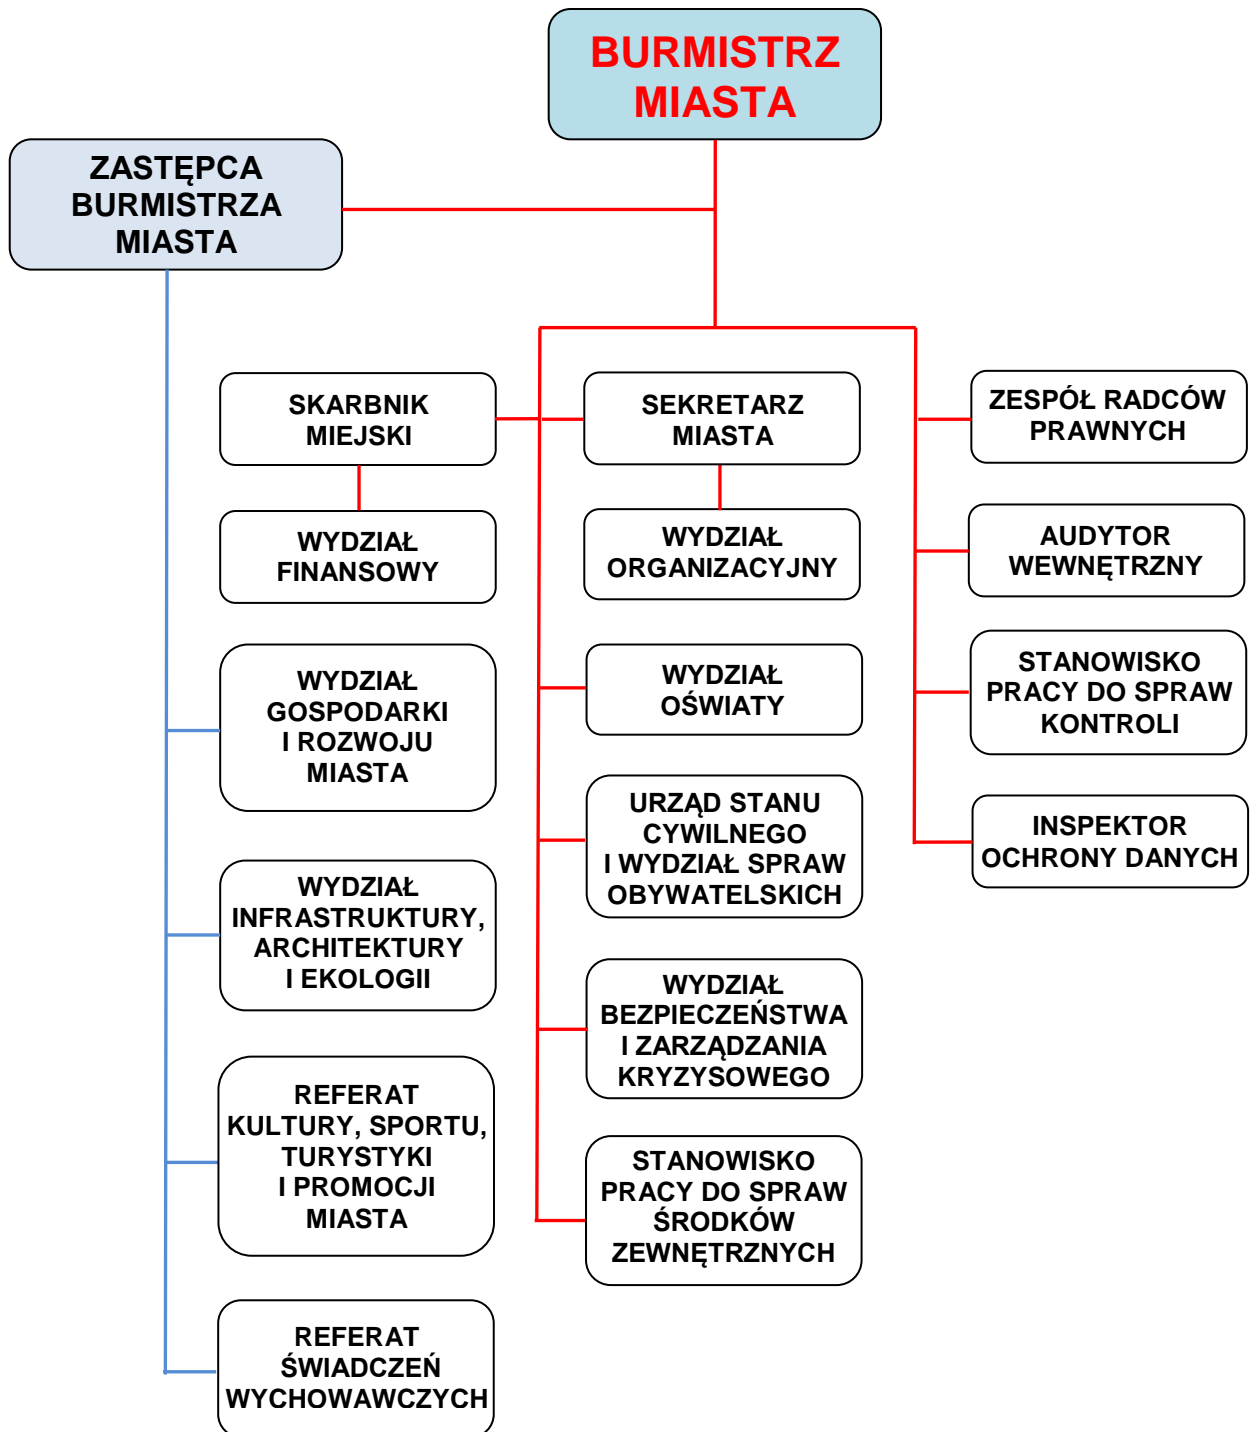 BURMISTRZ
MIASTA
ZASTĘPCA
BURMISTRZA
MIASTA
SKARBNIK
MIEJSKI
SEKRETARZ
MIASTA
ZESPÓŁ RADCÓW
PRAWNYCH
WYDZIAŁ
FINANSOWY
WYDZIAŁ
ORGANIZACYJNY
AUDYTOR
WEWNĘTRZNY
WYDZIAŁ
GOSPODARKI
I ROZWOJU
MIASTA
WYDZIAŁ
OŚWIATY
STANOWISKO
PRACY DO SPRAW
KONTROLI
URZĄD STANU
CYWILNEGO
I WYDZIAŁ SPRAW
OBYWATELSKICH
INSPEKTOR
OCHRONY DANYCH
WYDZIAŁ
INFRASTRUKTURY,
ARCHITEKTURY
I EKOLOGII
WYDZIAŁ
BEZPIECZEŃSTWA
I ZARZĄDZANIA
KRYZYSOWEGO
REFERAT
KULTURY, SPORTU,
TURYSTYKI
I PROMOCJI
MIASTA
STANOWISKO
PRACY DO SPRAW
ŚRODKÓW
ZEWNĘTRZNYCH
REFERAT
ŚWIADCZEŃ
WYCHOWAWCZYCH